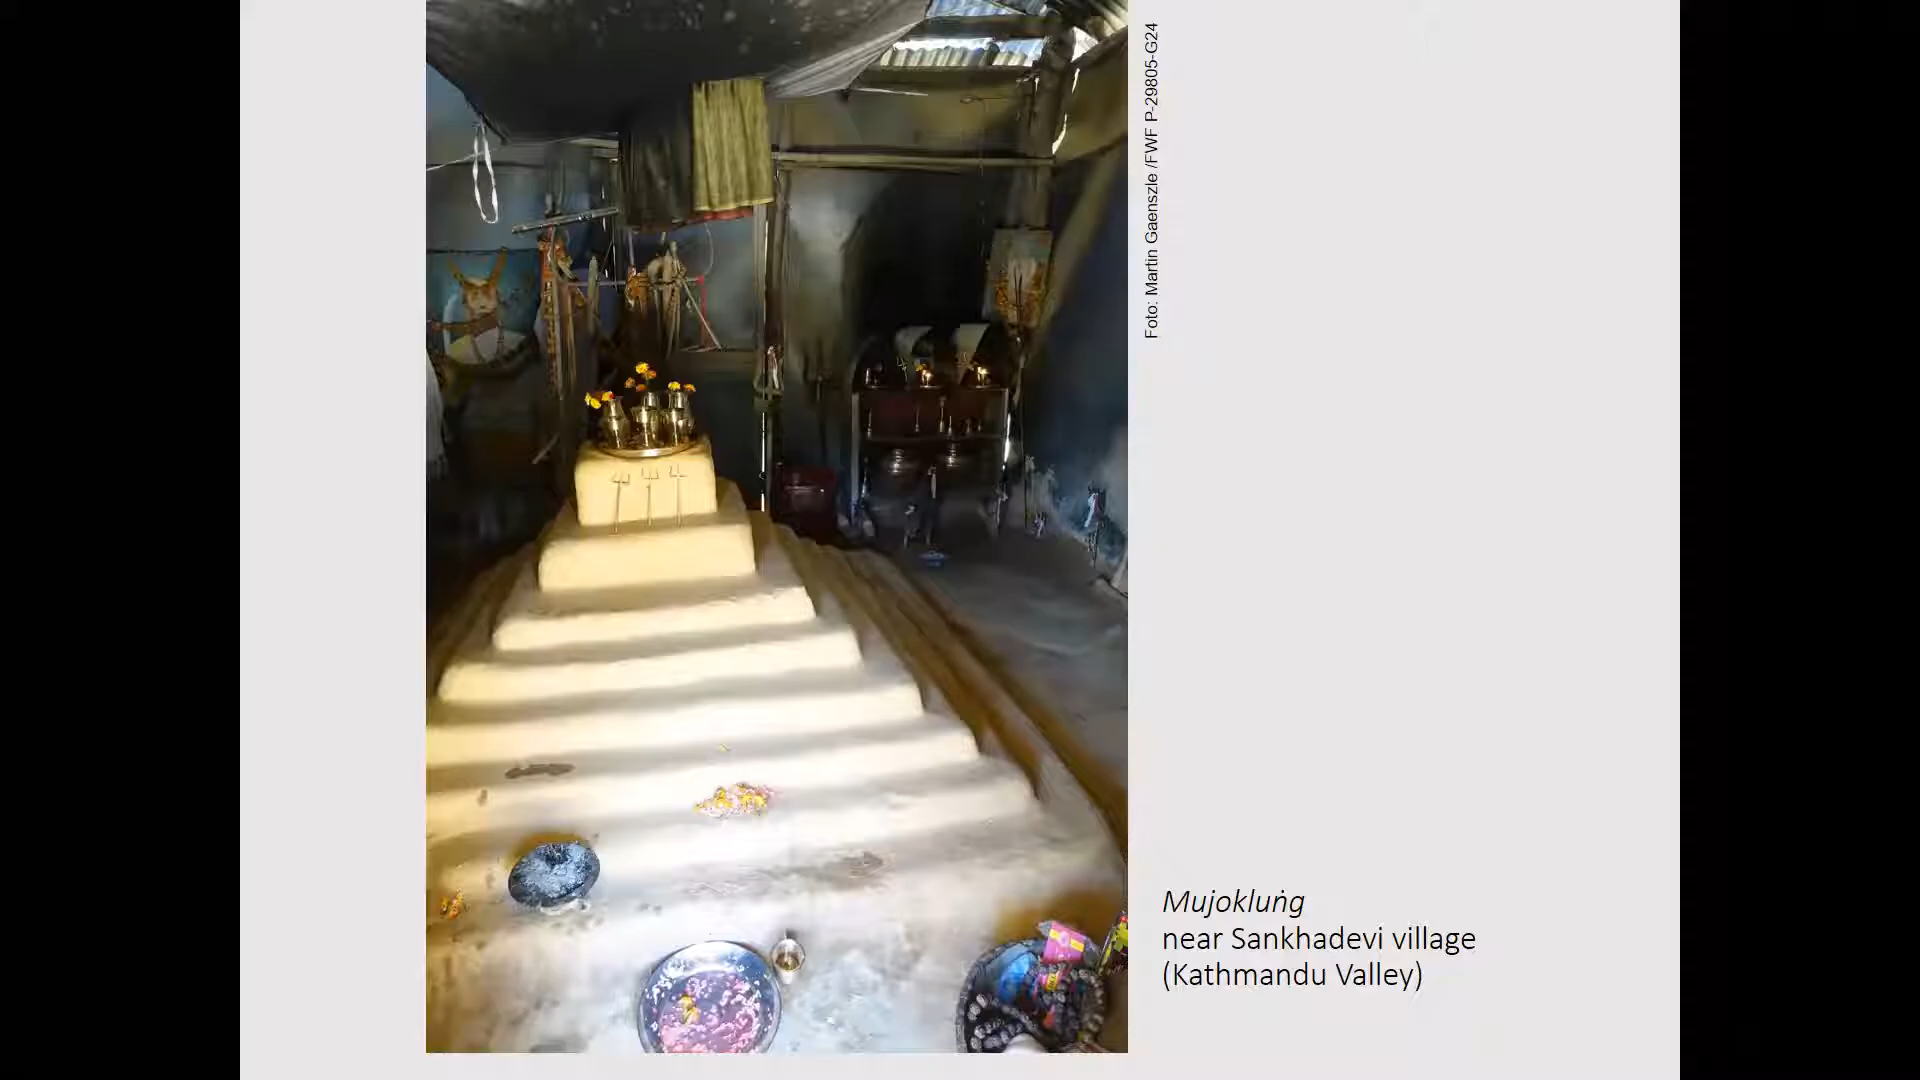 Foto: Martin Gaenszle /FWF P-29805-G24
Mujokluṅg
near Sankhadevi village
(Kathmandu Valley)